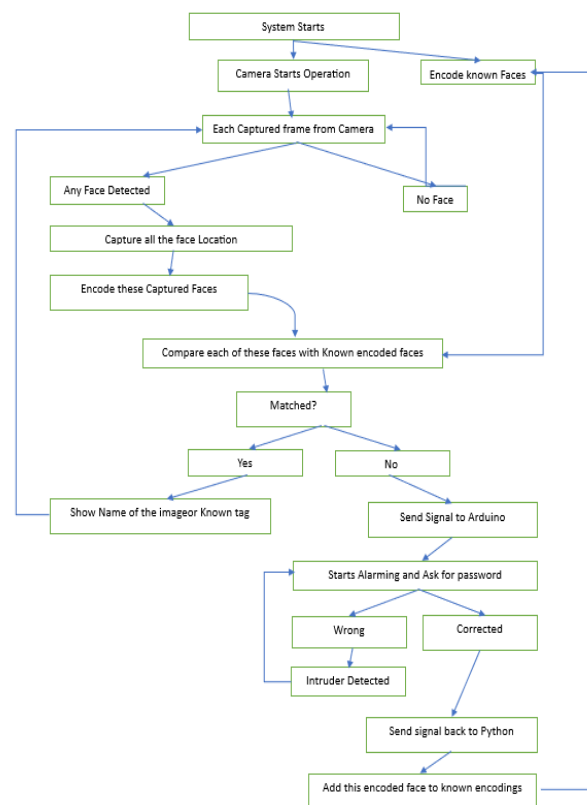 System Starts
Camera Starts Operation
Encode known Faces
Each Captured frame from Camera
Any Face Detected
No Face
Capture all the face Location
Encode these Captured Faces
Compare each of these faces with Known encoded faces
Matched?
Yes
No
Show Name of the imageor Known tag
Send Signal to Arduino
Starts Alarming and Ask for password
Wrong
Corrected
Intruder Detected
Send signal back to Python
Add this encoded face to known encodings